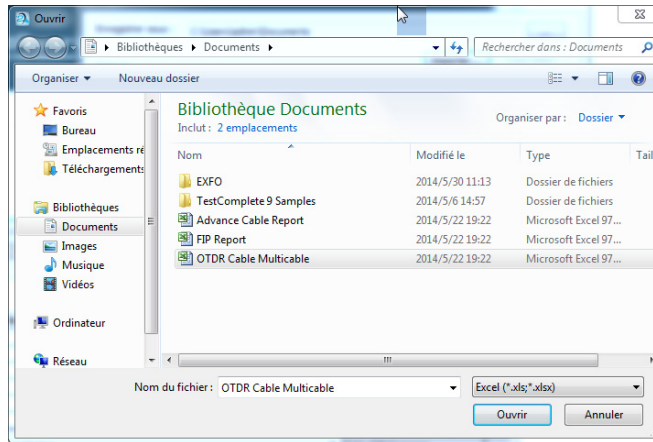 Ouvrir
Bibliothèques ▸ Documents ▸
Rechercher dans : Documents
Organiser ▾ Nouveau dossier
Favoris
Bureau
Emplacements ré
Téléchargements
Bibliothèques
Documents
Images
Musique
Vidéos
Ordinateur
Réseau
Bibliothèque Documents
Inclut : 2 emplacements
Organiser par : Dossier ▾
Nom Modifié le Type Tail
EXFO 2014/5/30 11:13 Dossier de fichiers
TestComplete 9 Samples 2014/5/6 14:57 Dossier de fichiers
Advance Cable Report 2014/5/22 19:22 Microsoft Excel 97...
FIP Report 2014/5/22 19:22 Microsoft Excel 97...
OTDR Cable Multicable 2014/5/22 19:22 Microsoft Excel 97...
Nom du fichier : OTDR Cable Multicable Excel (*.xls;*.xlsx)
Ouvrir Annuler